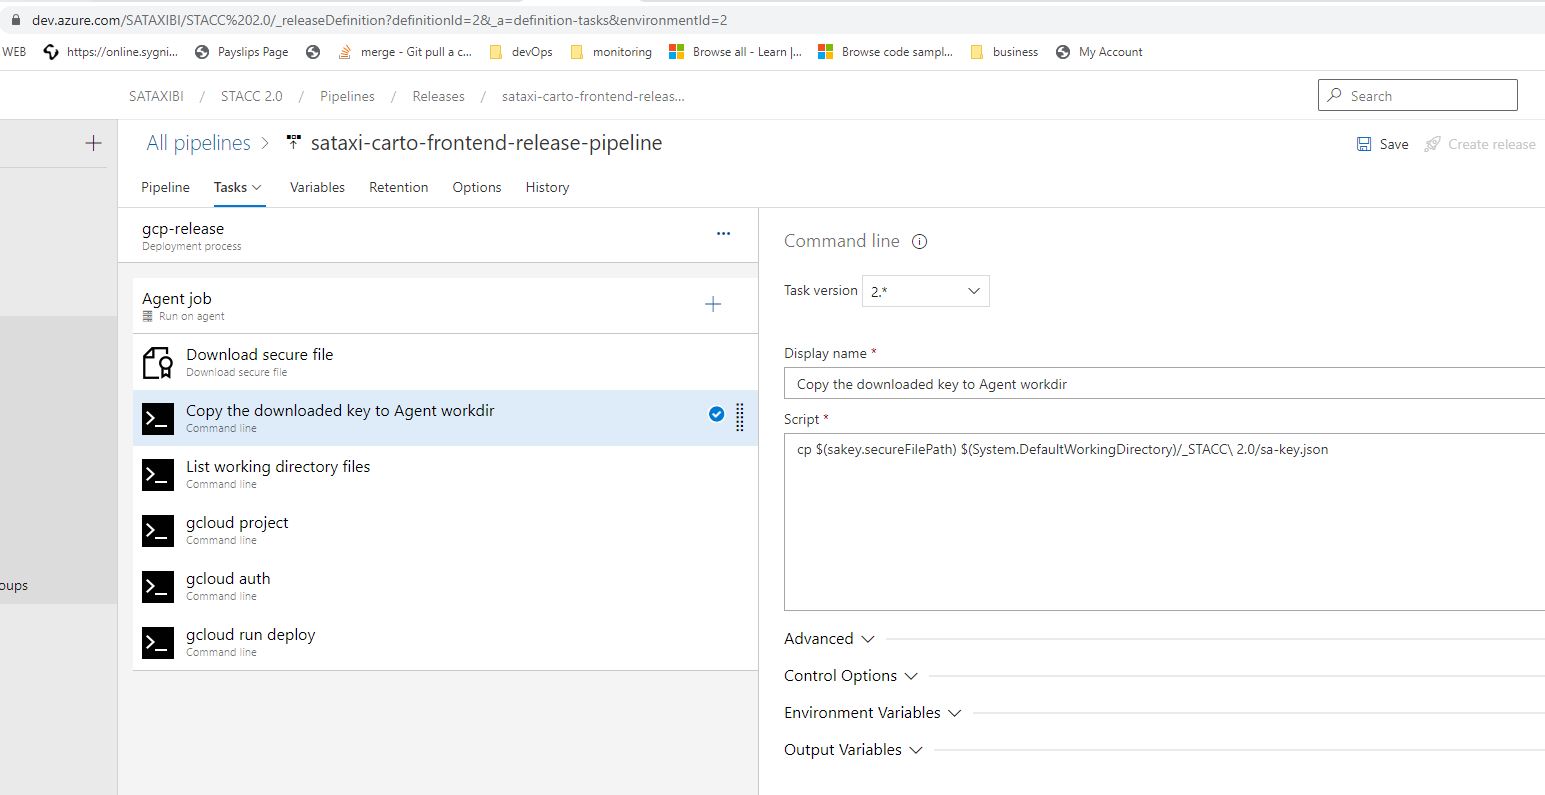 dev.azure.com/SATAXIBI/STACC%202.0/_releaseDefinition?definitionId=2&_a=definition-tasks&environmentId=2
WEB https://online.sygni... Payslips Page merge - Git pull a c... devOps monitoring Browse all - Learn |... Browse code sampl... business My Account
SATAXIBI / STACC 2.0 / Pipelines / Releases / sataxi-carto-frontend-releas... Search
All pipelines > sataxi-carto-frontend-release-pipeline Save Create release
Pipeline Tasks Variables Retention Options History
gcp-release
Deployment process
Agent job
Run on agent
Download secure file
Download secure file
Copy the downloaded key to Agent workdir
Command line
List working directory files
Command line
gcloud project
Command line
gcloud auth
Command line
gcloud run deploy
Command line
oups
Command line
Task version 2.*
Display name *
Copy the downloaded key to Agent workdir
Script *
cp $(sakey.secureFilePath) $(System.DefaultWorkingDirectory)/_STACC\ 2.0/sa-key.json
Advanced
Control Options
Environment Variables
Output Variables